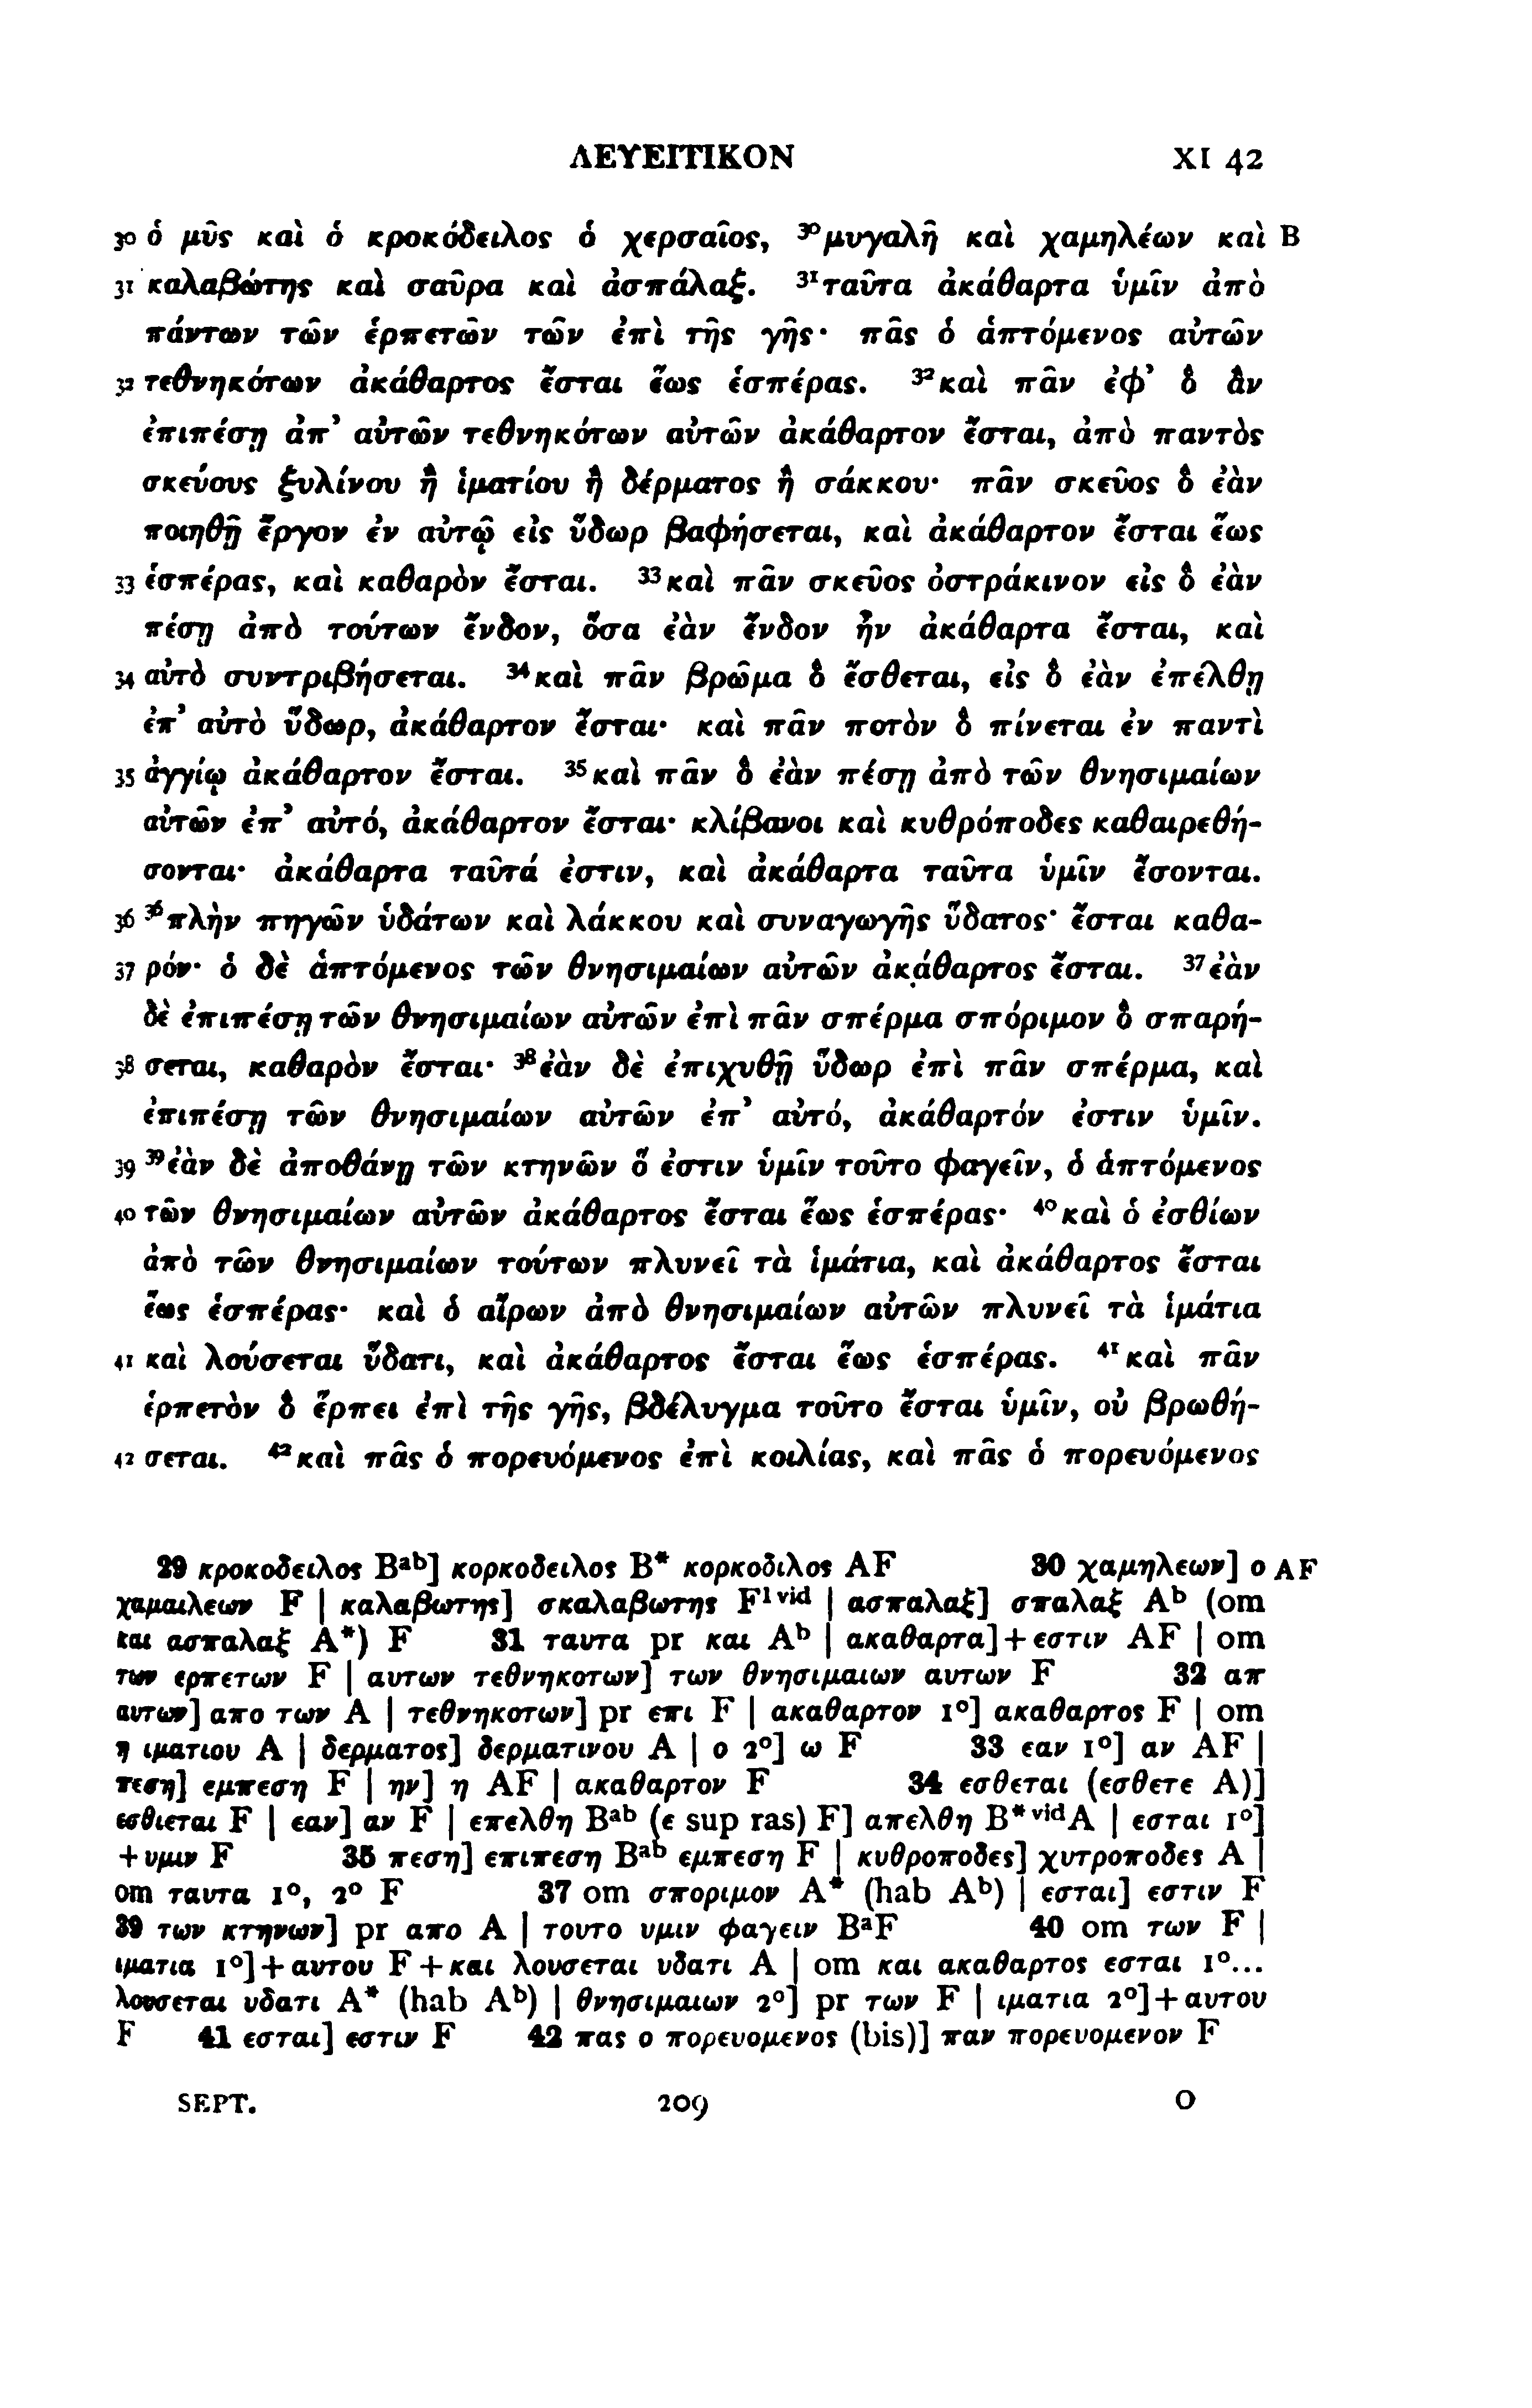 ΛΕΥΕΙΤΙΚΟΝ XI 42
30 ὁ μῦς καὶ ὁ κροκόδειλος ὁ χερσαῖος, ³⁰μυγαλῆ καὶ χαμηλέων καὶ B
31 καλαβώτης καὶ σαῦρα καὶ ἀσπάλαξ. ³¹ταῦτα ἀκάθαρτα ὑμῖν ἀπὸ
πάντων τῶν ἑρπετῶν τῶν ἐπὶ τῆς γῆς· πᾶς ὁ ἁπτόμενος αὐτῶν
32 τεθνηκότων ἀκάθαρτος ἔσται ἕως ἑσπέρας. ³²καὶ πᾶν ἐφ’ ὃ ἂν
ἐπιπέσῃ ἀπ’ αὐτῶν τεθνηκότων αὐτῶν ἀκάθαρτον ἔσται, ἀπὸ παντὸς
σκεύους ξυλίνου ἢ ἱματίου ἢ δέρματος ἢ σάκκου· πᾶν σκεῦος ὃ ἐὰν
ποιηθῇ ἔργον ἐν αὐτῷ εἰς ὕδωρ βαφήσεται, καὶ ἀκάθαρτον ἔσται ἕως
33 ἑσπέρας, καὶ καθαρὸν ἔσται. ³³καὶ πᾶν σκεῦος ὀστράκινον εἰς ὃ ἐὰν
πέσῃ ἀπὸ τούτων ἔνδον, ὅσα ἐὰν ἔνδον ἦν ἀκάθαρτα ἔσται, καὶ
34 αὐτὸ συντριβήσεται. ³⁴καὶ πᾶν βρῶμα ὃ ἔσθεται, εἰς ὃ ἐὰν ἐπέλθῃ
ἐπ’ αὐτὸ ὕδωρ, ἀκάθαρτον ἔσται· καὶ πᾶν ποτὸν ὃ πίνεται ἐν παντὶ
35 ἀγγίῳ ἀκάθαρτον ἔσται. ³⁵καὶ πᾶν ὃ ἐὰν πέσῃ ἀπὸ τῶν θνησιμαίων
αὐτῶν ἐπ’ αὐτό, ἀκάθαρτον ἔσται· κλίβανοι καὶ κυθρόποδες καθαιρεθή-
σονται· ἀκάθαρτα ταῦτά ἐστιν, καὶ ἀκάθαρτα ταῦτα ὑμῖν ἔσονται.
36 ³⁶πλὴν πηγῶν ὑδάτων καὶ λάκκου καὶ συναγωγῆς ὕδατος· ἔσται καθα-
37 ρόν· ὁ δὲ ἁπτόμενος τῶν θνησιμαίων αὐτῶν ἀκάθαρτος ἔσται. ³⁷ἐὰν
δὲ ἐπιπέσῃ τῶν θνησιμαίων αὐτῶν ἐπὶ πᾶν σπέρμα σπόριμον ὃ σπαρή-
38 σεται, καθαρὸν ἔσται· ³⁸ἐὰν δὲ ἐπιχυθῇ ὕδωρ ἐπὶ πᾶν σπέρμα, καὶ
ἐπιπέσῃ τῶν θνησιμαίων αὐτῶν ἐπ’ αὐτό, ἀκάθαρτόν ἐστιν ὑμῖν.
39 ³⁹ἐὰν δὲ ἀποθάνῃ τῶν κτηνῶν ὅ ἐστιν ὑμῖν τοῦτο φαγεῖν, ὁ ἁπτόμενος
40 τῶν θνησιμαίων αὐτῶν ἀκάθαρτος ἔσται ἕως ἑσπέρας· ⁴⁰καὶ ὁ ἐσθίων
ἀπὸ τῶν θνησιμαίων τούτων πλυνεῖ τὰ ἱμάτια, καὶ ἀκάθαρτος ἔσται
ἕως ἑσπέρας· καὶ ὁ αἴρων ἀπὸ θνησιμαίων αὐτῶν πλυνεῖ τὰ ἱμάτια
41 καὶ λούσεται ὕδατι, καὶ ἀκάθαρτος ἔσται ἕως ἑσπέρας. ⁴¹καὶ πᾶν
ἑρπετὸν ὃ ἕρπει ἐπὶ τῆς γῆς, βδέλυγμα τοῦτο ἔσται ὑμῖν, οὐ βρωθή-
42 σεται. ⁴²καὶ πᾶς ὁ πορευόμενος ἐπὶ κοιλίας, καὶ πᾶς ὁ πορευόμενος
29 κροκοδειλος Bᵃᵇ] κορκοδειλος B* κορκοδιλος AF 30 χαμηλεων] ο AF
χαμαιλεων F | καλαβωτης] σκαλαβωτης F¹ᵛⁱᵈ | ασπαλαξ] σπαλαξ Aᵇ (om
και ασπαλαξ A*) F 31 ταυτα pr και Aᵇ | ακαθαρτα]+εστιν AF | om
των ερπετων F | αυτων τεθνηκοτων] των θνησιμαιων αυτων F 32 απ
αυτων] απο των A | τεθνηκοτων] pr επι F | ακαθαρτον 1°] ακαθαρτος F | om
η ιματιου A | δερματος] δερματινου A | ο 2°] ω F 33 εαν 1°] αν AF |
πεση] εμπεση F | ην] η AF | ακαθαρτον F 34 εσθεται (εσθετε A)]
εσθιεται F | εαν] αν F | επελθη Bᵃᵇ (ε sup ras) F] απελθη B*ᵛⁱᵈA | εσται 1°]
+υμιν F 35 πεση] επιπεση Bᵃᵇ εμπεση F | κυθροποδες] χυτροποδες A |
om ταυτα 1°, 2° F 37 om σποριμον A* (hab Aᵇ) | εσται] εστιν F
39 των κτηνων] pr απο A | τουτο υμιν φαγειν BᵃF 40 om των F |
ιματια 1°]+αυτου F+και λουσεται υδατι A | om και ακαθαρτος εσται 1°...
λουσεται υδατι A* (hab Aᵇ) | θνησιμαιων 2°] pr των F | ιματια 2°]+αυτου
F 41 εσται] εστιν F 42 πας ο πορευομενος (bis)] παν πορευομενον F
SEPT. 209 O